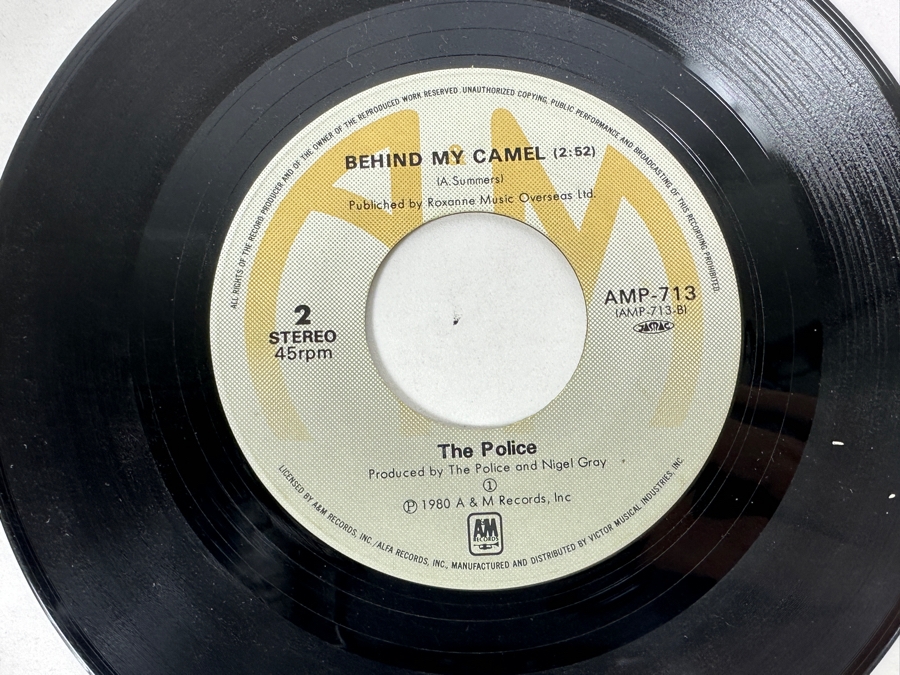 ALL RIGHTS OF THE RECORD PRODUCER AND OF THE OWNER OF THE REPRODUCED WORK RESERVED. UNAUTHORIZED COPYING, PUBLIC PERFORMANCE AND BROADCASTING OF THIS RECORDING PROHIBITED.
BEHIND MY CAMEL (2:52)
(A.Summers)
Publiched by Roxanne Music Overseas Ltd.
2
STEREO
45rpm
AMP-713
(AMP-713-B)
JASRAC
The Police
Produced by The Police and Nigel Gray
1
Ⓟ 1980 A & M Records, Inc
A&M
RECORDS
LICENSED BY A&M RECORDS, INC./ALFA RECORDS, INC., MANUFACTURED AND DISTRIBUTED BY VICTOR MUSICAL INDUSTRIES, INC.